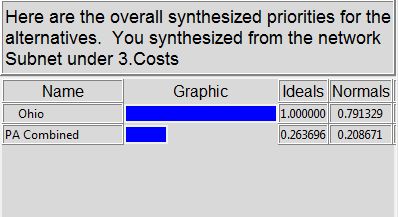 Here are the overall synthesized priorities for the
alternatives.  You synthesized from the network
Subnet under 3.Costs
Name Graphic Ideals Normals
Ohio 1.000000 0.791329
PA Combined 0.263696 0.208671